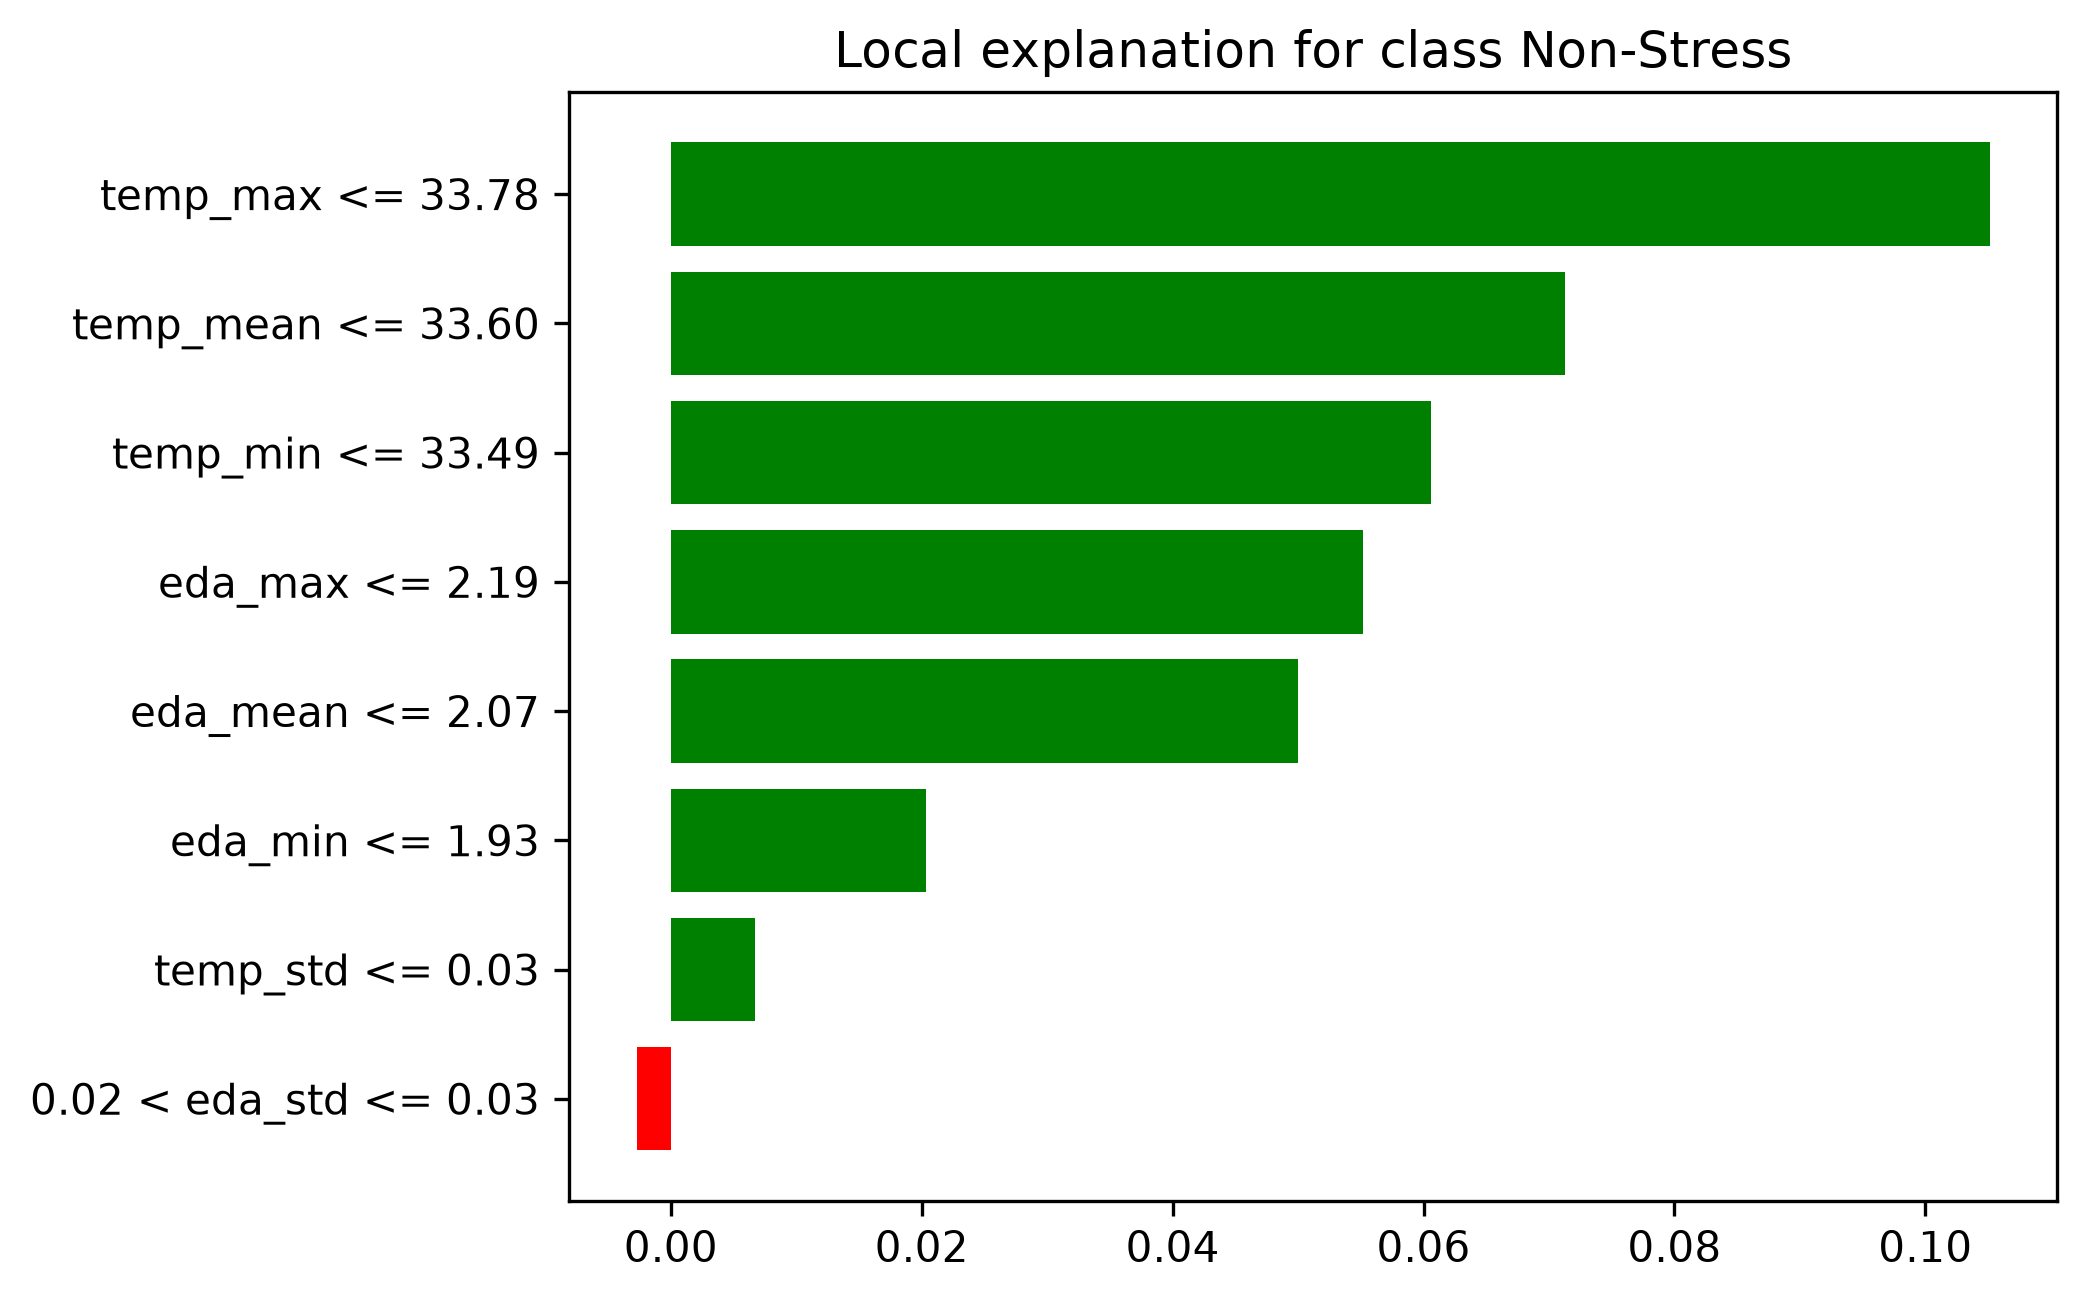 Local explanation for class Non-Stress
temp_max <= 33.78
temp_mean <= 33.60
temp_min <= 33.49
eda_max <= 2.19
eda_mean <= 2.07
eda_min <= 1.93
temp_std <= 0.03
0.02 < eda_std <= 0.03
0.00 0.02 0.04 0.06 0.08 0.10